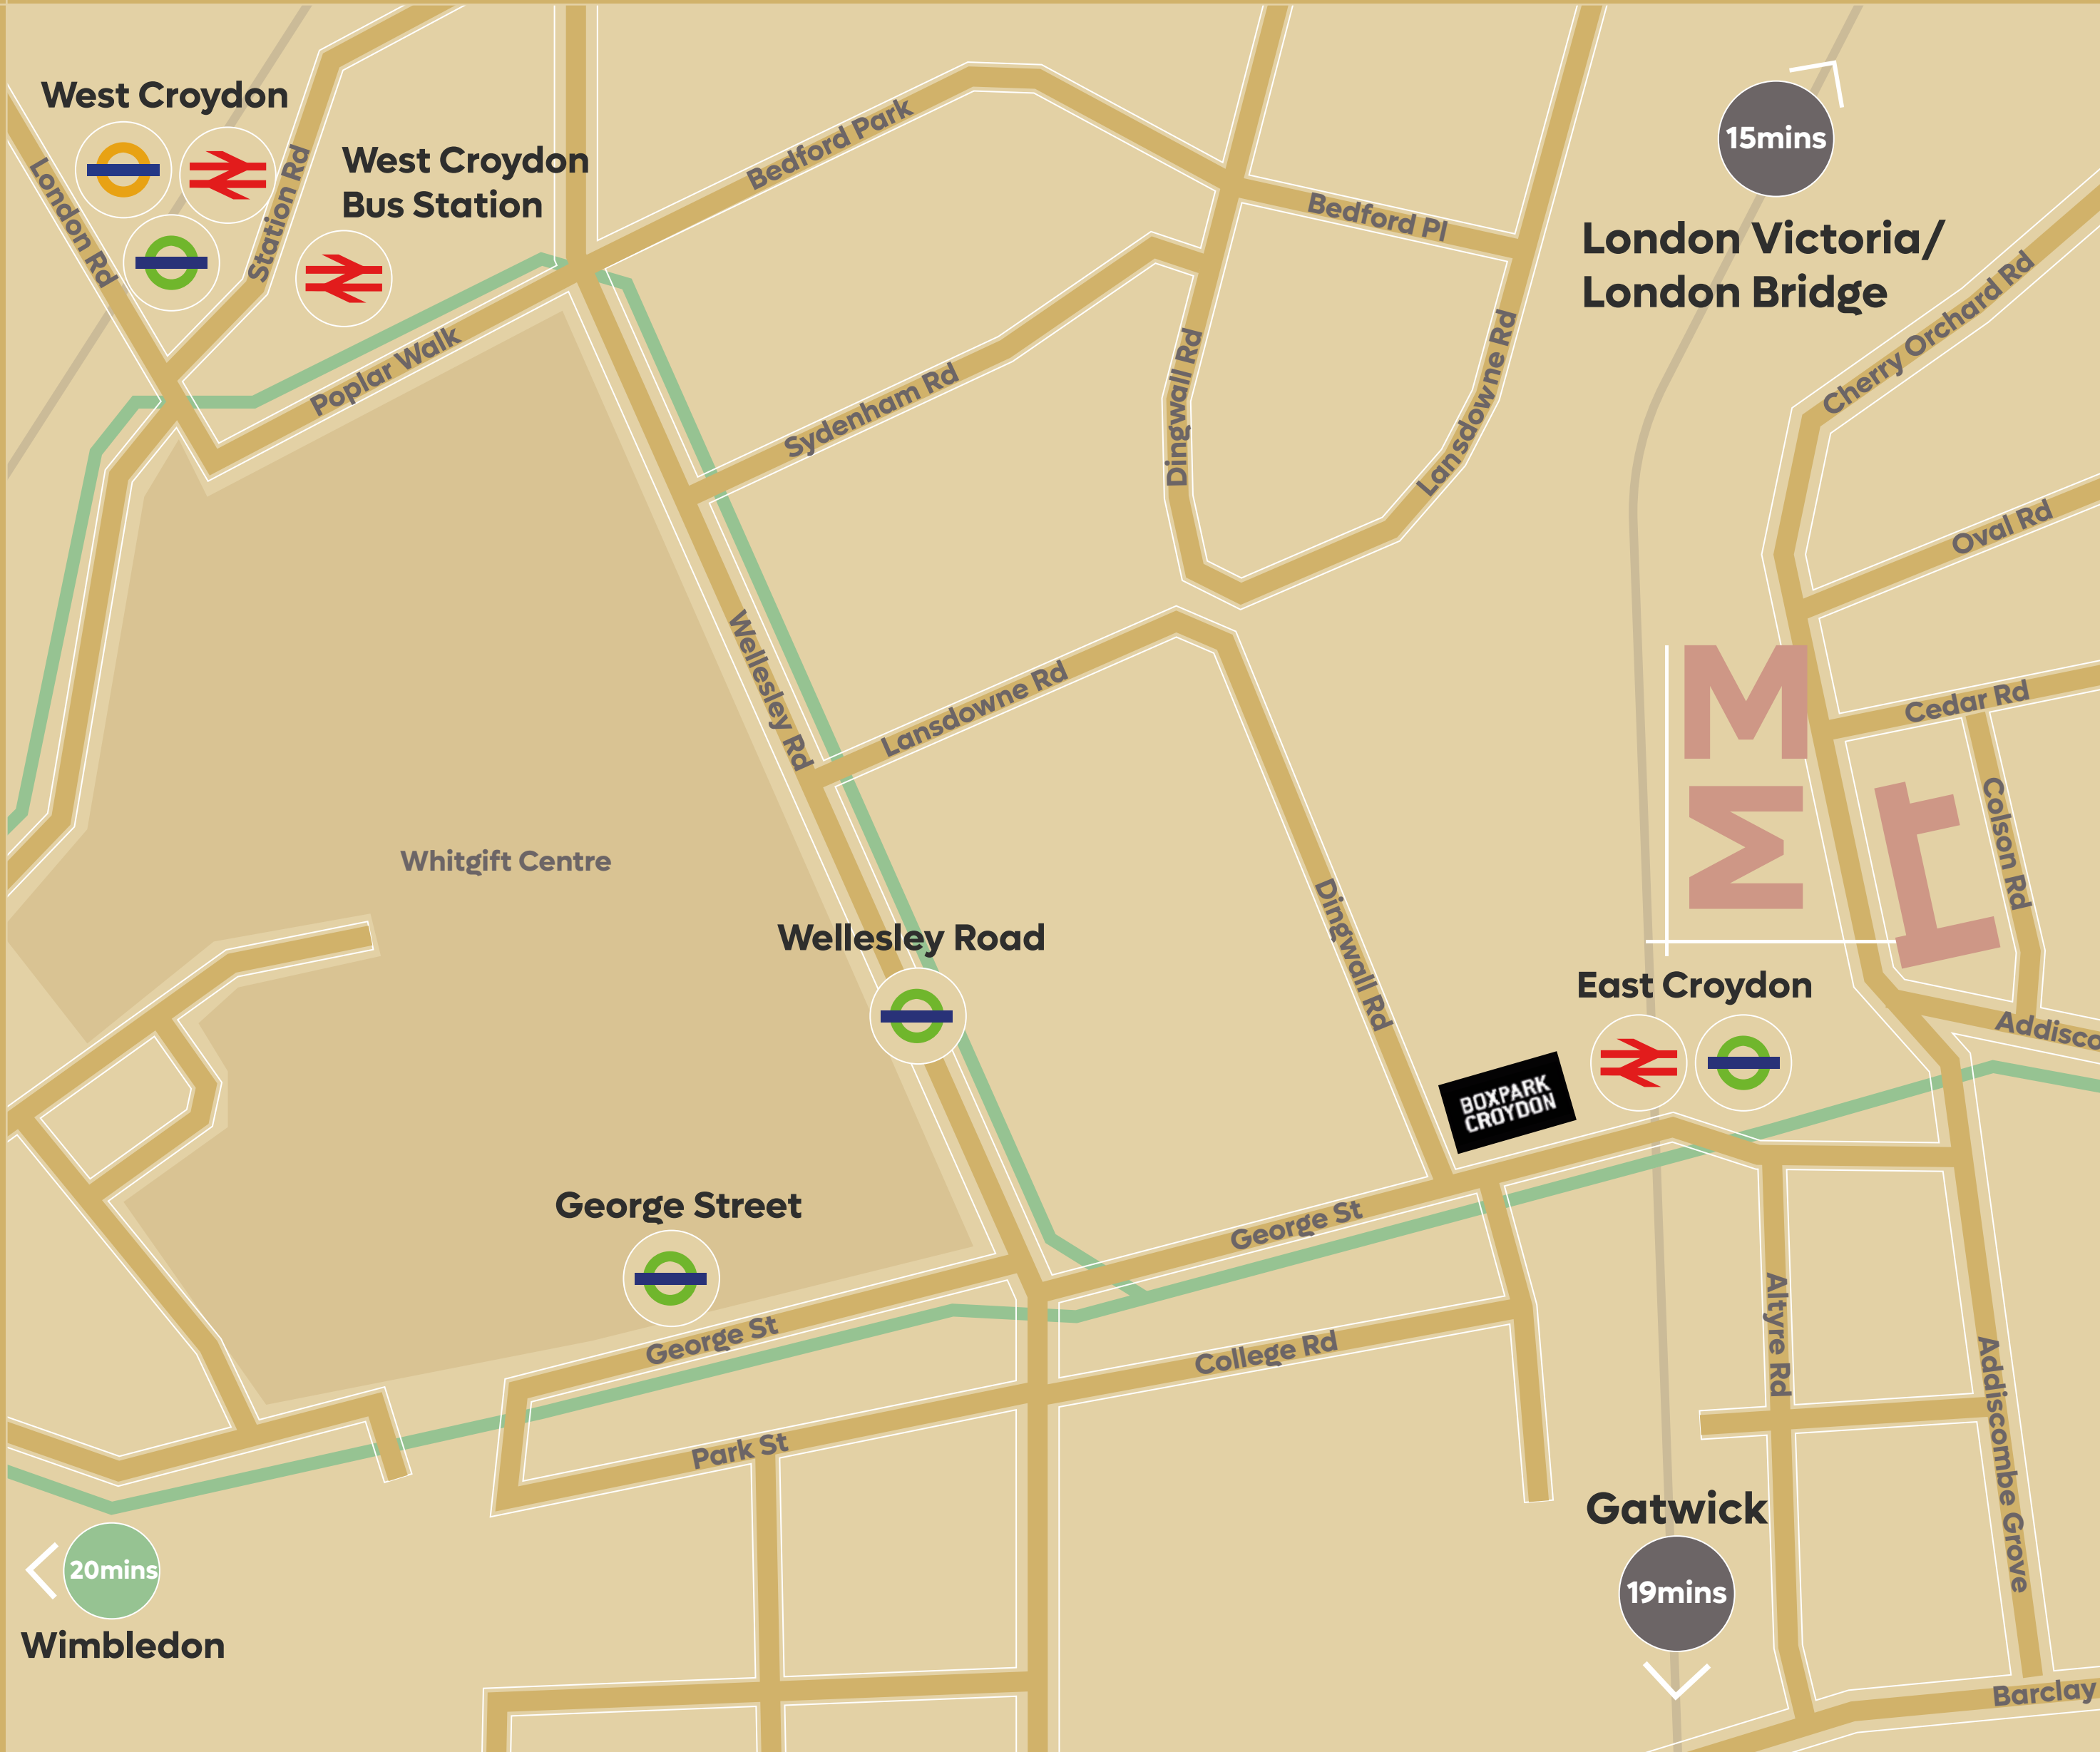 West Croydon
London Rd
Station Rd
West Croydon
Bus Station
Poplar Walk
Bedford Park
Bedford Pl
Sydenham Rd
Dingwall Rd
Lansdowne Rd
15mins
London Victoria/
London Bridge
Cherry Orchard Rd
Oval Rd
Cedar Rd
Colson Rd
Wellesley Rd
Lansdowne Rd
Whitgift Centre
Wellesley Road
Dingwall Rd
East Croydon
Addisco
BOXPARK
CROYDON
George Street
George St
George St
College Rd
Park St
Altyre Rd
Addiscombe Grove
Gatwick
19mins
20mins
Wimbledon
Barclay